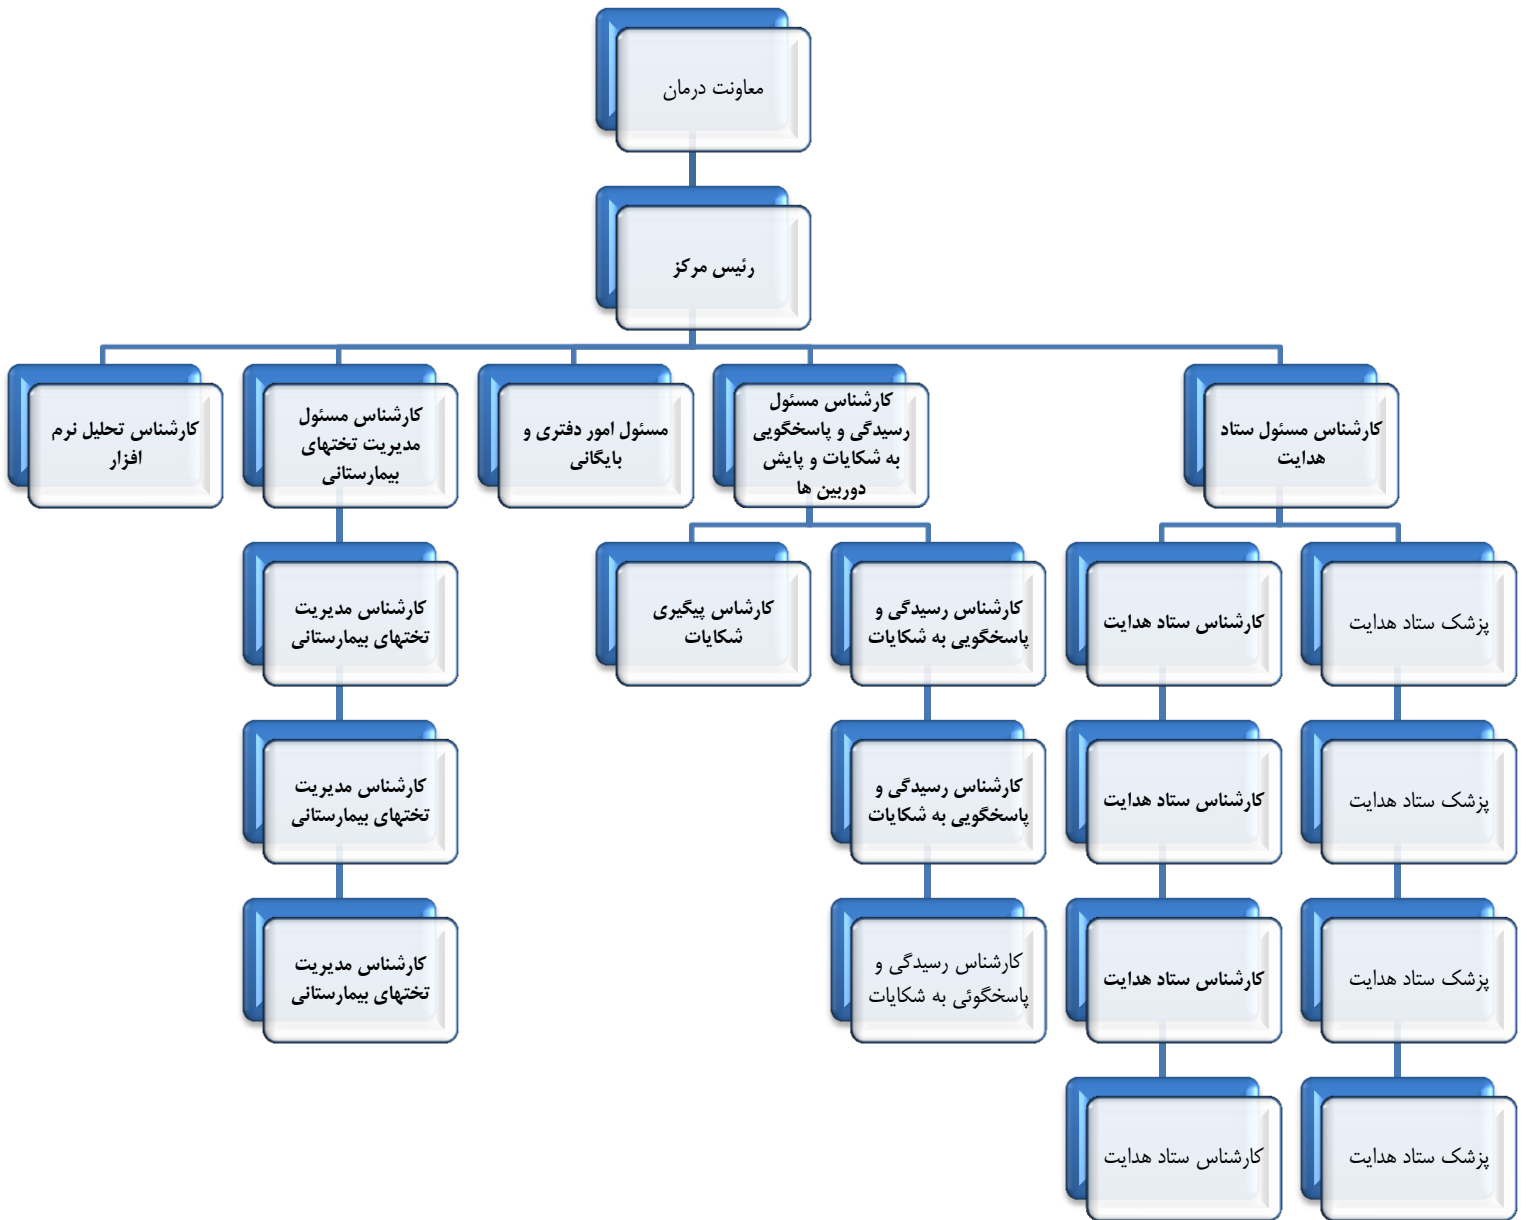 معاونت درمان
رئیس مرکز
کارشناس مسئول ستاد
هدایت
کارشناس مسئول
رسیدگی و پاسخگویی
به شکایات و پایش
دوربین ها
مسئول امور دفتری و
بایگانی
کارشناس مسئول
مدیریت تختهای
بیمارستانی
کارشناس تحلیل نرم
افزار
پزشک ستاد هدایت
کارشناس ستاد هدایت
کارشناس رسیدگی و
پاسخگویی به شکایات
کارشاس پیگیری
شکایات
کارشناس مدیریت
تختهای بیمارستانی
پزشک ستاد هدایت
کارشناس ستاد هدایت
کارشناس رسیدگی و
پاسخگویی به شکایات
کارشناس مدیریت
تختهای بیمارستانی
پزشک ستاد هدایت
کارشناس ستاد هدایت
کارشناس رسیدگی و
پاسخگوئی به شکایات
کارشناس مدیریت
تختهای بیمارستانی
پزشک ستاد هدایت
کارشناس ستاد هدایت